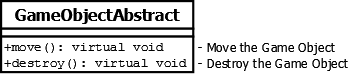 GameObjectAbstract
+move(): virtual void - Move the Game Object
+destroy(): virtual void - Destroy the Game Object